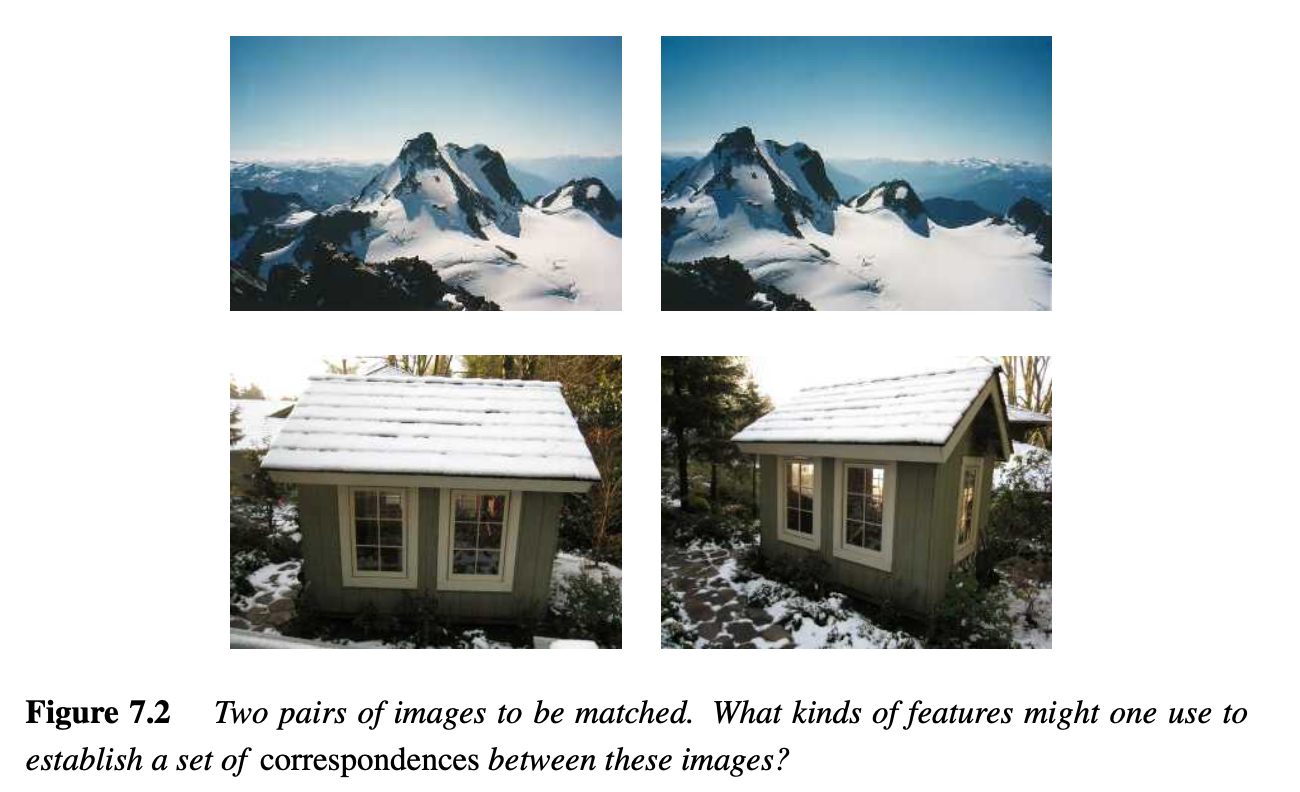 Figure 7.2 Two pairs of images to be matched. What kinds of features might one use to
establish a set of correspondences between these images?